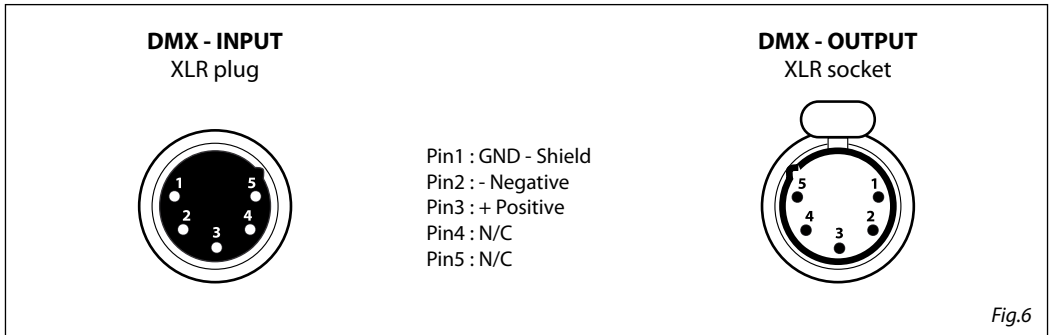 DMX - INPUT
XLR plug
1 5
2 4
3
Pin1 : GND - Shield
Pin2 : - Negative
Pin3 : + Positive
Pin4 : N/C
Pin5 : N/C
DMX - OUTPUT
XLR socket
5 1
4 2
3
Fig.6